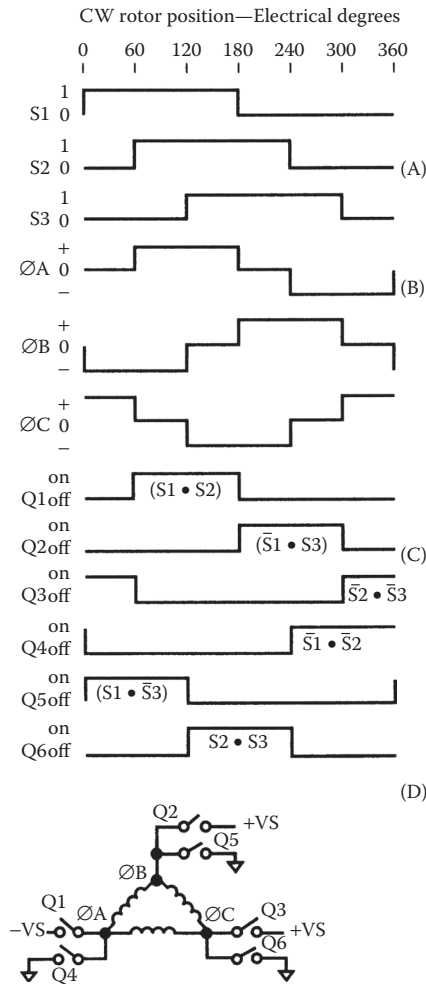 CW rotor position—Electrical degrees
0 60 120 180 240 300 360
1
S1 0
1
S2 0
(A)
1
S3 0
+
∅A 0
−
(B)
+
∅B 0
−
+
∅C 0
−
on
Q1off
(S1 • S2)
on
Q2off
(S̄1 • S3)
(C)
on
Q3off
S̄2 • S̄3
on
Q4off
S̄1 • S̄2
on
Q5off
(S1 • S̄3)
on
Q6off
S2 • S3
(D)
Q2
+VS
Q5
∅B
Q1
∅A
∅C
Q3
−VS
+VS
Q4
Q6